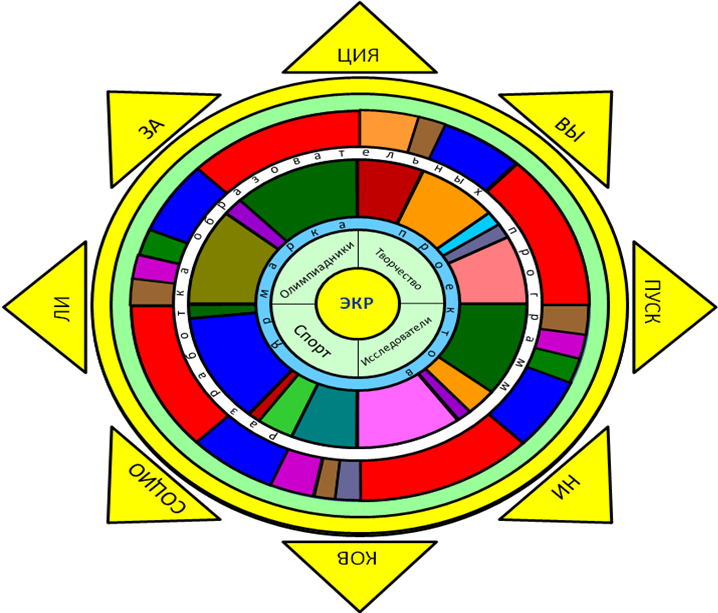 СОЦИО
ЛИ
ЗА
ЦИЯ
ВЫ
ПУСК
НИ
КОВ
разработка образовательных программ
Ярмарка проектов
Олимпиадники
Творчество
Спорт
Исследователи
ЭКР